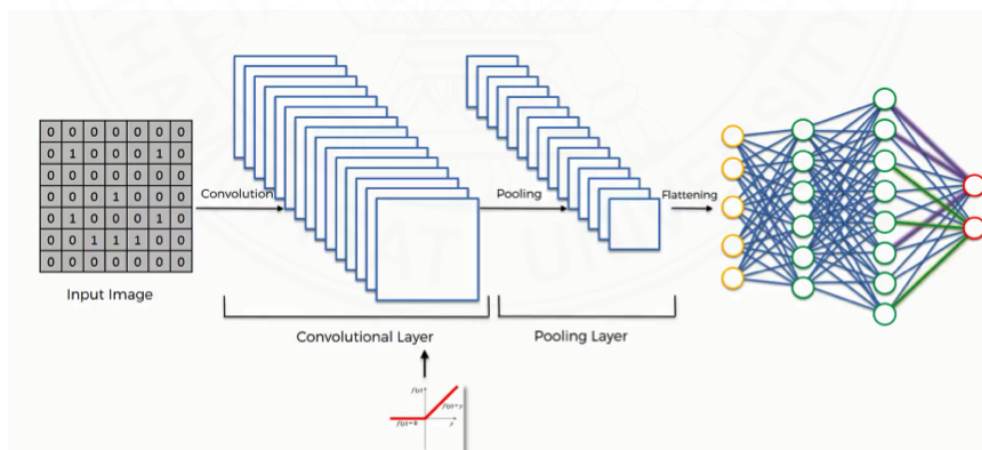 0 0 0 0 0 0 0
0 1 0 0 0 1 0
0 0 0 0 0 0 0
0 0 0 1 0 0 0
0 1 0 0 0 1 0
0 0 1 1 1 0 0
0 0 0 0 0 0 0
Input Image
Convolution
Pooling
Flattening
Convolutional Layer
Pooling Layer
f(y)
f(y)=y
f(y)=0
y